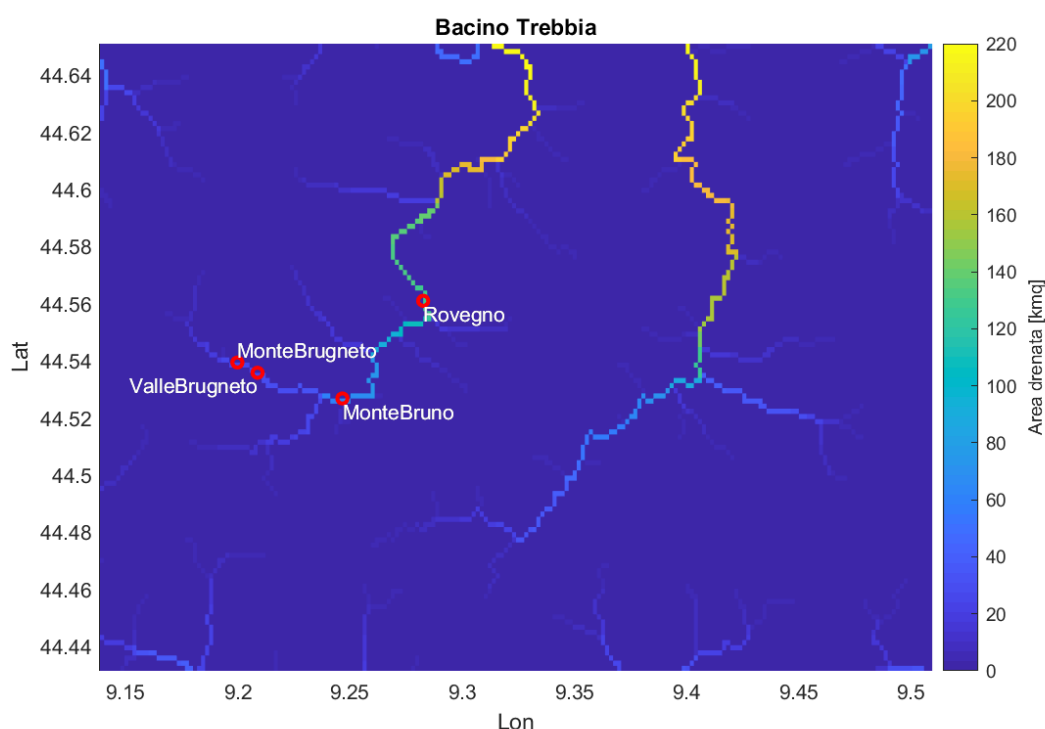 Bacino Trebbia
220
200
180
160
140
120
100
80
60
40
20
0
Area drenata [kmq]
44.64
44.62
44.6
44.58
44.56
44.54
44.52
44.5
44.48
44.46
44.44
Lat
Rovegno
MonteBrugneto
ValleBrugneto
MonteBruno
9.15 9.2 9.25 9.3 9.35 9.4 9.45 9.5
Lon